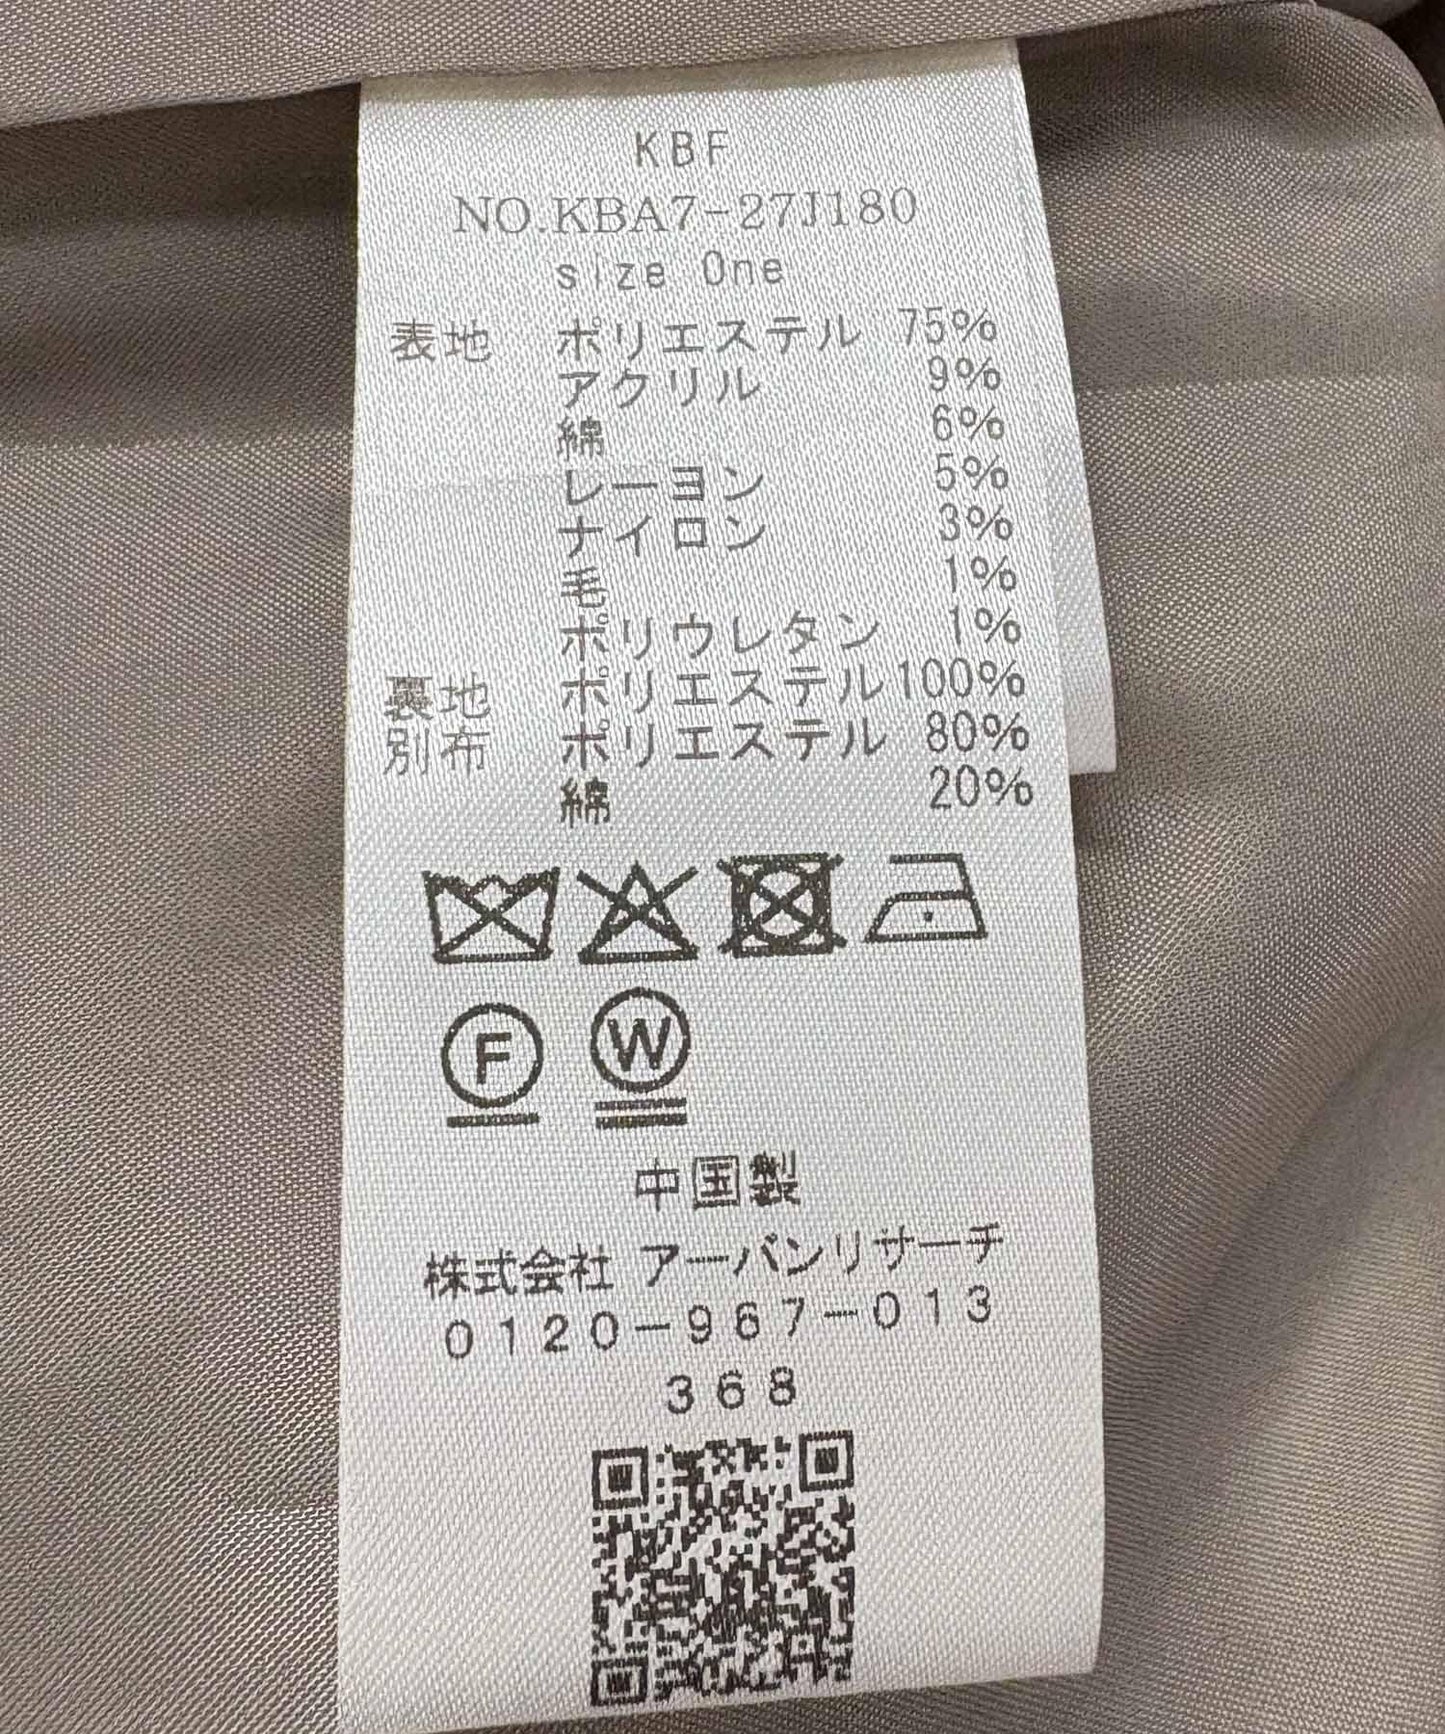 KBF
NO.KBA7-27J180
size One
表地 ポリエステル 75%
アクリル 9%
綿 6%
レーヨン 5%
ナイロン 3%
毛 1%
ポリウレタン 1%
裏地 ポリエステル 100%
別布 ポリエステル 80%
綿 20%
F W
中国製
株式会社 アーバンリサーチ
0120-967-013
368